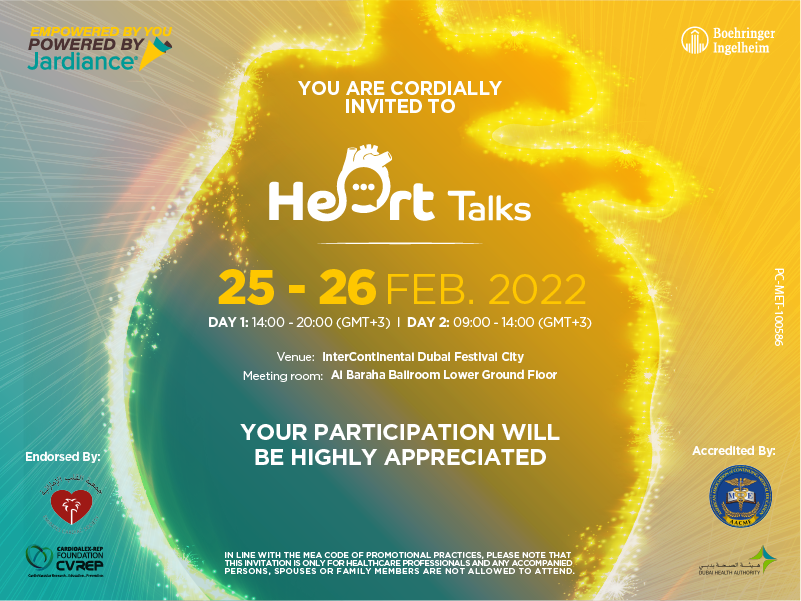 EMPOWERED BY YOU
POWERED BY
Jardiance®
Boehringer
Ingelheim
YOU ARE CORDIALLY
INVITED TO
Heart Talks
25 - 26 FEB. 2022
DAY 1: 14:00 - 20:00 (GMT+3) I DAY 2: 09:00 - 14:00 (GMT+3)
Venue: InterContinental Dubai Festival City
Meeting room: Al Baraha Ballroom Lower Ground Floor
PC-MET-100586
YOUR PARTICIPATION WILL
BE HIGHLY APPRECIATED
Endorsed By:
Accredited By:
AACME
CARDIOALEX-REP
FOUNDATION
CVREP
Cardiovascular Research, Education, Prevention
IN LINE WITH THE MEA CODE OF PROMOTIONAL PRACTICES, PLEASE NOTE THAT
THIS INVITATION IS ONLY FOR HEALTHCARE PROFESSIONALS AND ANY ACCOMPANIED
PERSONS, SPOUSES OR FAMILY MEMBERS ARE NOT ALLOWED TO ATTEND.
هيئة الصحة بدبي
DUBAI HEALTH AUTHORITY